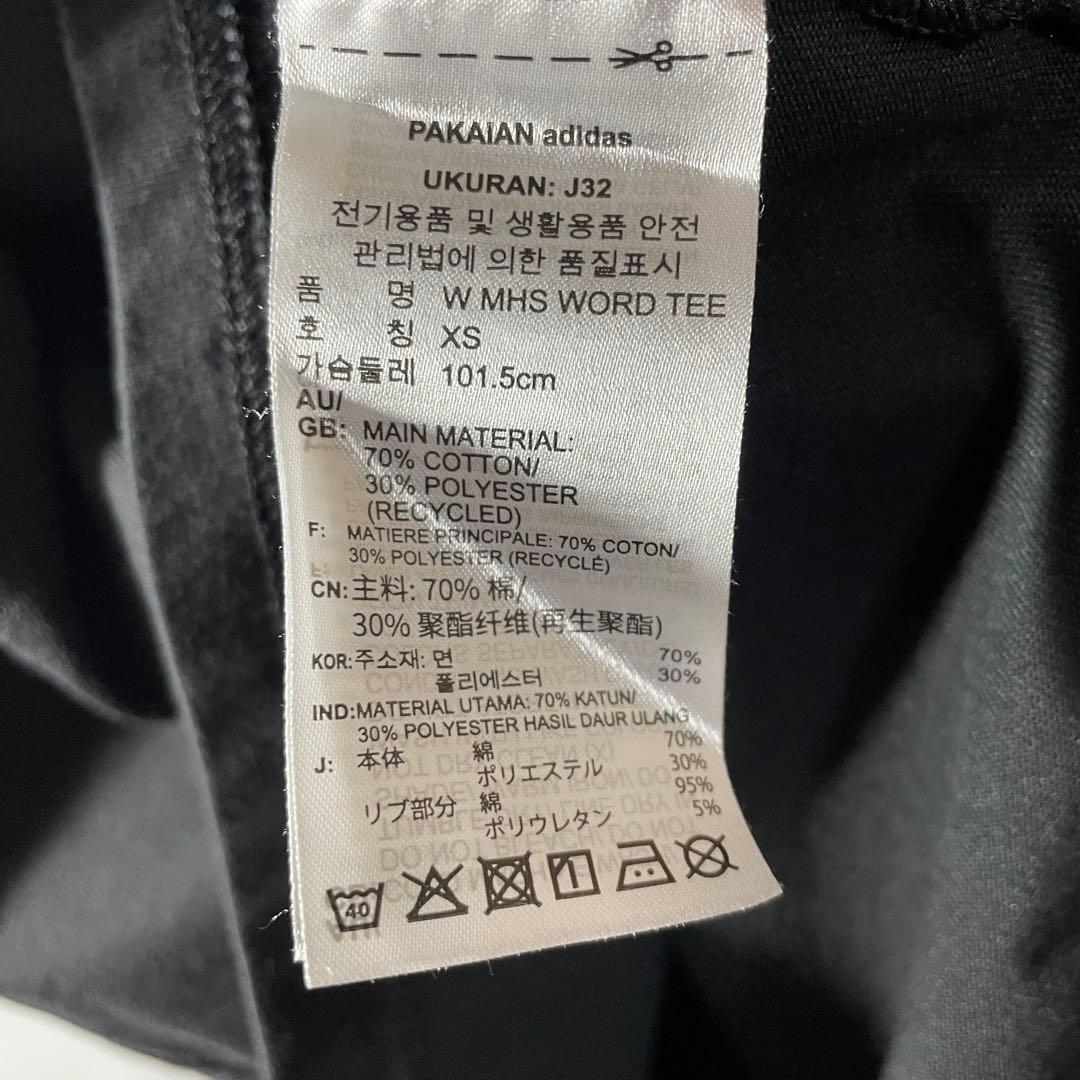 PAKAIAN adidas
UKURAN: J32
전기용품 및 생활용품 안전
관리법에 의한 품질표시
품 명 W MHS WORD TEE
호 칭 XS
가슴둘레 101.5cm
AU/
GB: MAIN MATERIAL:
70% COTTON/
30% POLYESTER
(RECYCLED)
F: MATIERE PRINCIPALE: 70% COTON/
30% POLYESTER (RECYCLÉ)
CN: 主料: 70% 棉/
30% 聚酯纤维(再生聚酯)
KOR: 주소재: 면 70%
폴리에스터 30%
IND: MATERIAL UTAMA: 70% KATUN/
30% POLYESTER HASIL DAUR ULANG
J: 本体 綿 70%
ポリエステル 30%
リブ部分 綿 95%
ポリウレタン 5%
40